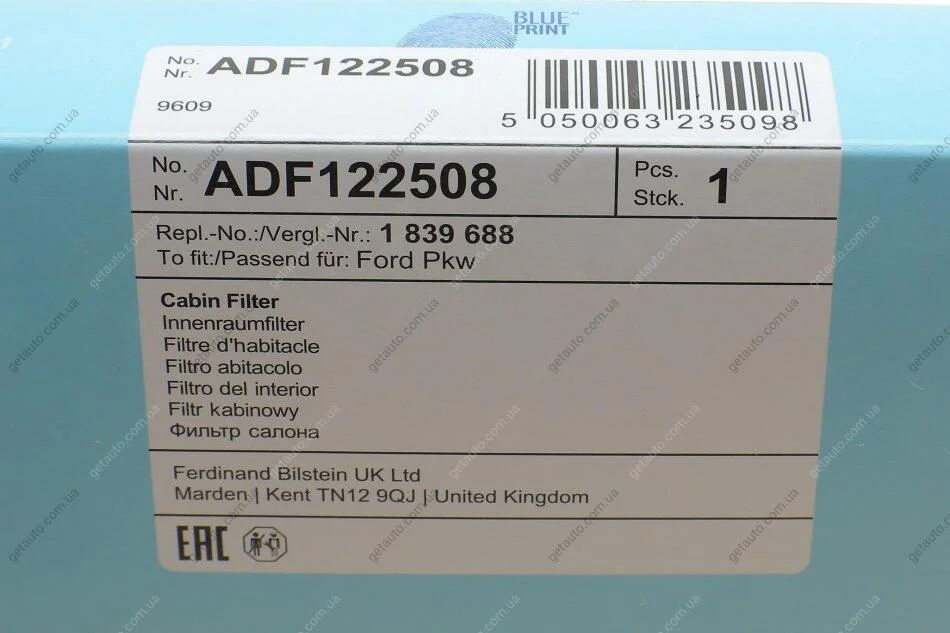 BLUE
PRINT
No.
Nr. ADF122508
9609
5 050063 235098
No.
Nr. ADF122508
Pcs.
Stck. 1
Repl.-No.:/Vergl.-Nr.: 1 839 688
To fit:/Passend für: Ford Pkw
Cabin Filter
Innenraumfilter
Filtre d'habitacle
Filtro abitacolo
Filtro del interior
Filtr kabinowy
Фильтр салона
Ferdinand Bilstein UK Ltd
Marden | Kent TN12 9QJ | United Kingdom
EAC
getauto.com.ua